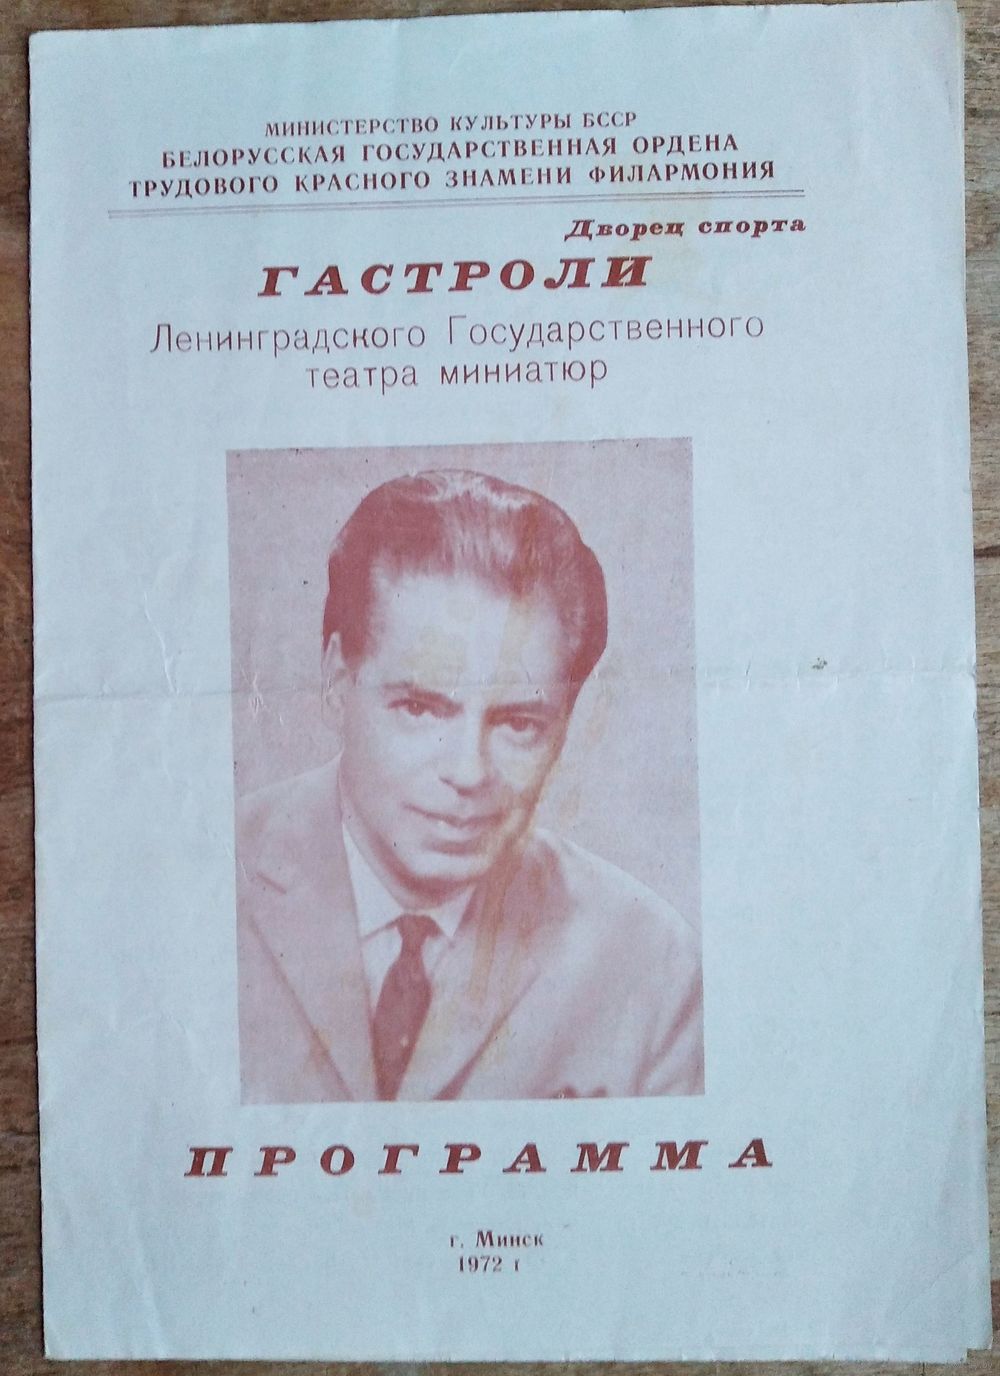 МИНИСТЕРСТВО КУЛЬТУРЫ БССР
БЕЛОРУССКАЯ ГОСУДАРСТВЕННАЯ ОРДЕНА
ТРУДОВОГО КРАСНОГО ЗНАМЕНИ ФИЛАРМОНИЯ
Дворец спорта
ГАСТРОЛИ
Ленинградского Государственного
театра миниатюр
ПРОГРАММА
г. Минск
1972 г